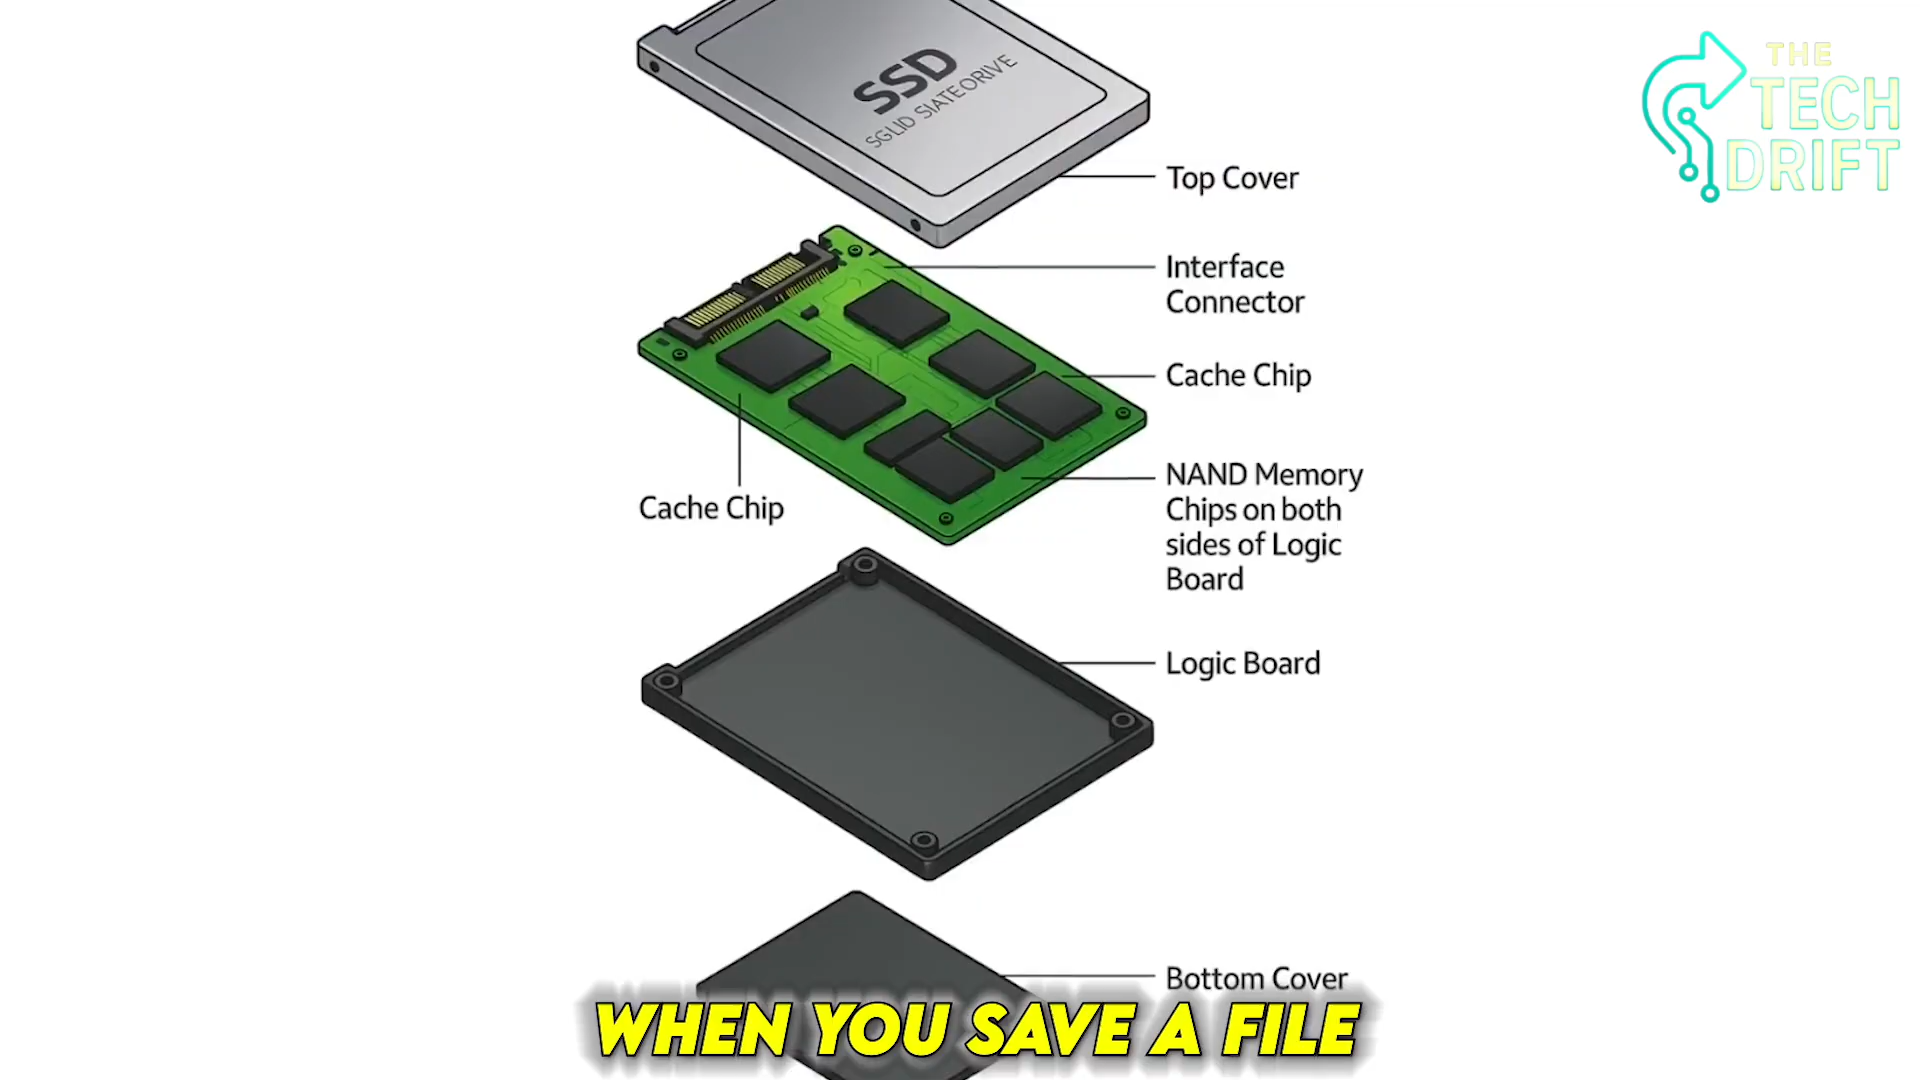 THE
TECH
DRIFT
SSD
SGLID SIATEORIVE
Top Cover
Interface
Connector
Cache Chip
NAND Memory
Chips on both
sides of Logic
Board
Cache Chip
Logic Board
Bottom Cover
WHEN YOU SAVE A FILE